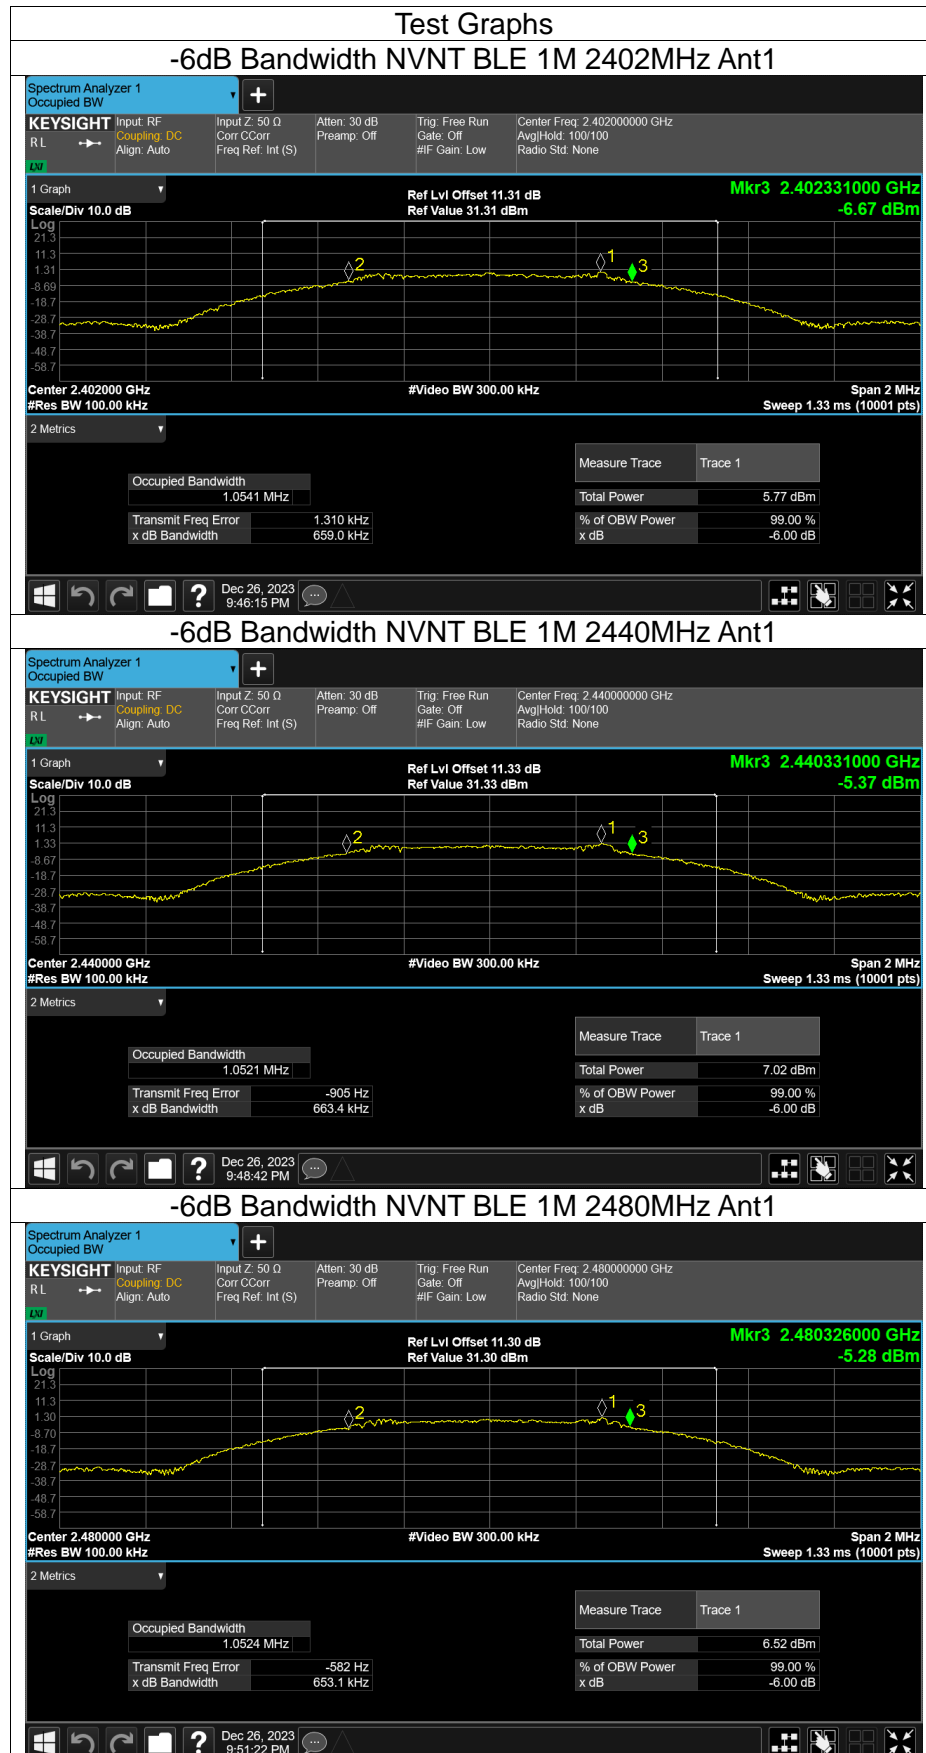 Test Graphs
-6dB Bandwidth NVNT BLE 1M 2402MHz Ant1
Spectrum Analyzer 1
Occupied BW
KEYSIGHT Input: RF Input Z: 50 Ω Atten: 30 dB Trig: Free Run Center Freq: 2.402000000 GHz
RL Coupling: DC Corr CCorr Preamp: Off Gate: Off Avg|Hold: 100/100
Align: Auto Freq Ref: Int (S) #IF Gain: Low Radio Std: None
LXI
1 Graph Ref Lvl Offset 11.31 dB Mkr3 2.402331000 GHz
Scale/Div 10.0 dB Ref Value 31.31 dBm -6.67 dBm
Log
21.3
11.3
1.31
-8.69
-18.7
-28.7
-38.7
-48.7
-58.7
2 1 3
Center 2.402000 GHz #Video BW 300.00 kHz Span 2 MHz
#Res BW 100.00 kHz Sweep 1.33 ms (10001 pts)
2 Metrics
Measure Trace Trace 1
Occupied Bandwidth
1.0541 MHz Total Power 5.77 dBm
Transmit Freq Error 1.310 kHz % of OBW Power 99.00 %
x dB Bandwidth 659.0 kHz x dB -6.00 dB
? Dec 26, 2023
9:46:15 PM
-6dB Bandwidth NVNT BLE 1M 2440MHz Ant1
Spectrum Analyzer 1
Occupied BW
KEYSIGHT Input: RF Input Z: 50 Ω Atten: 30 dB Trig: Free Run Center Freq: 2.440000000 GHz
RL Coupling: DC Corr CCorr Preamp: Off Gate: Off Avg|Hold: 100/100
Align: Auto Freq Ref: Int (S) #IF Gain: Low Radio Std: None
LXI
1 Graph Ref Lvl Offset 11.33 dB Mkr3 2.440331000 GHz
Scale/Div 10.0 dB Ref Value 31.33 dBm -5.37 dBm
Log
21.3
11.3
1.33
-8.67
-18.7
-28.7
-38.7
-48.7
-58.7
2 1 3
Center 2.440000 GHz #Video BW 300.00 kHz Span 2 MHz
#Res BW 100.00 kHz Sweep 1.33 ms (10001 pts)
2 Metrics
Measure Trace Trace 1
Occupied Bandwidth
1.0521 MHz Total Power 7.02 dBm
Transmit Freq Error -905 Hz % of OBW Power 99.00 %
x dB Bandwidth 663.4 kHz x dB -6.00 dB
? Dec 26, 2023
9:48:42 PM
-6dB Bandwidth NVNT BLE 1M 2480MHz Ant1
Spectrum Analyzer 1
Occupied BW
KEYSIGHT Input: RF Input Z: 50 Ω Atten: 30 dB Trig: Free Run Center Freq: 2.480000000 GHz
RL Coupling: DC Corr CCorr Preamp: Off Gate: Off Avg|Hold: 100/100
Align: Auto Freq Ref: Int (S) #IF Gain: Low Radio Std: None
LXI
1 Graph Ref Lvl Offset 11.30 dB Mkr3 2.480326000 GHz
Scale/Div 10.0 dB Ref Value 31.30 dBm -5.28 dBm
Log
21.3
11.3
1.30
-8.70
-18.7
-28.7
-38.7
-48.7
-58.7
2 1 3
Center 2.480000 GHz #Video BW 300.00 kHz Span 2 MHz
#Res BW 100.00 kHz Sweep 1.33 ms (10001 pts)
2 Metrics
Measure Trace Trace 1
Occupied Bandwidth
1.0524 MHz Total Power 6.52 dBm
Transmit Freq Error -582 Hz % of OBW Power 99.00 %
x dB Bandwidth 653.1 kHz x dB -6.00 dB
? Dec 26, 2023
9:51:22 PM